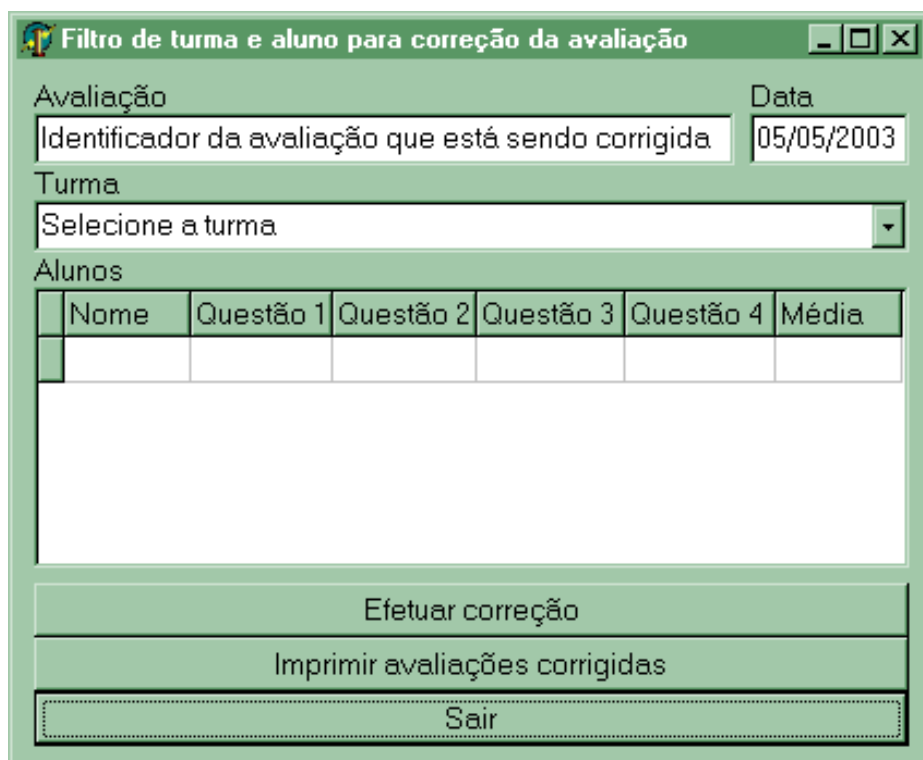 Filtro de turma e aluno para correção da avaliação
Avaliação Data
Identificador da avaliação que está sendo corrigida 05/05/2003
Turma
Selecione a turma
Alunos
Nome Questão 1 Questão 2 Questão 3 Questão 4 Média
Efetuar correção
Imprimir avaliações corrigidas
Sair